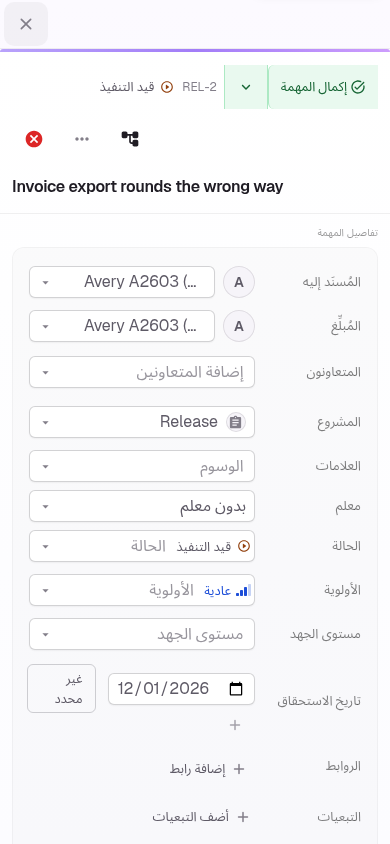 إكمال المهمة
REL-2 قيد التنفيذ
Invoice export rounds the wrong way
تفاصيل المهمة
المُسنَد إليه A Avery A2603 (...
المُبلِّغ A Avery A2603 (...
المتعاونون إضافة المتعاونين
المشروع Release
العلامات الوسوم
معلم بدون معلم
الحالة قيد التنفيذ الحالة
الأولوية عادية الأولوية
مستوى الجهد مستوى الجهد
تاريخ الاستحقاق 12/01/2026 غير محدد
الروابط إضافة رابط
التبعيات أضف التبعيات